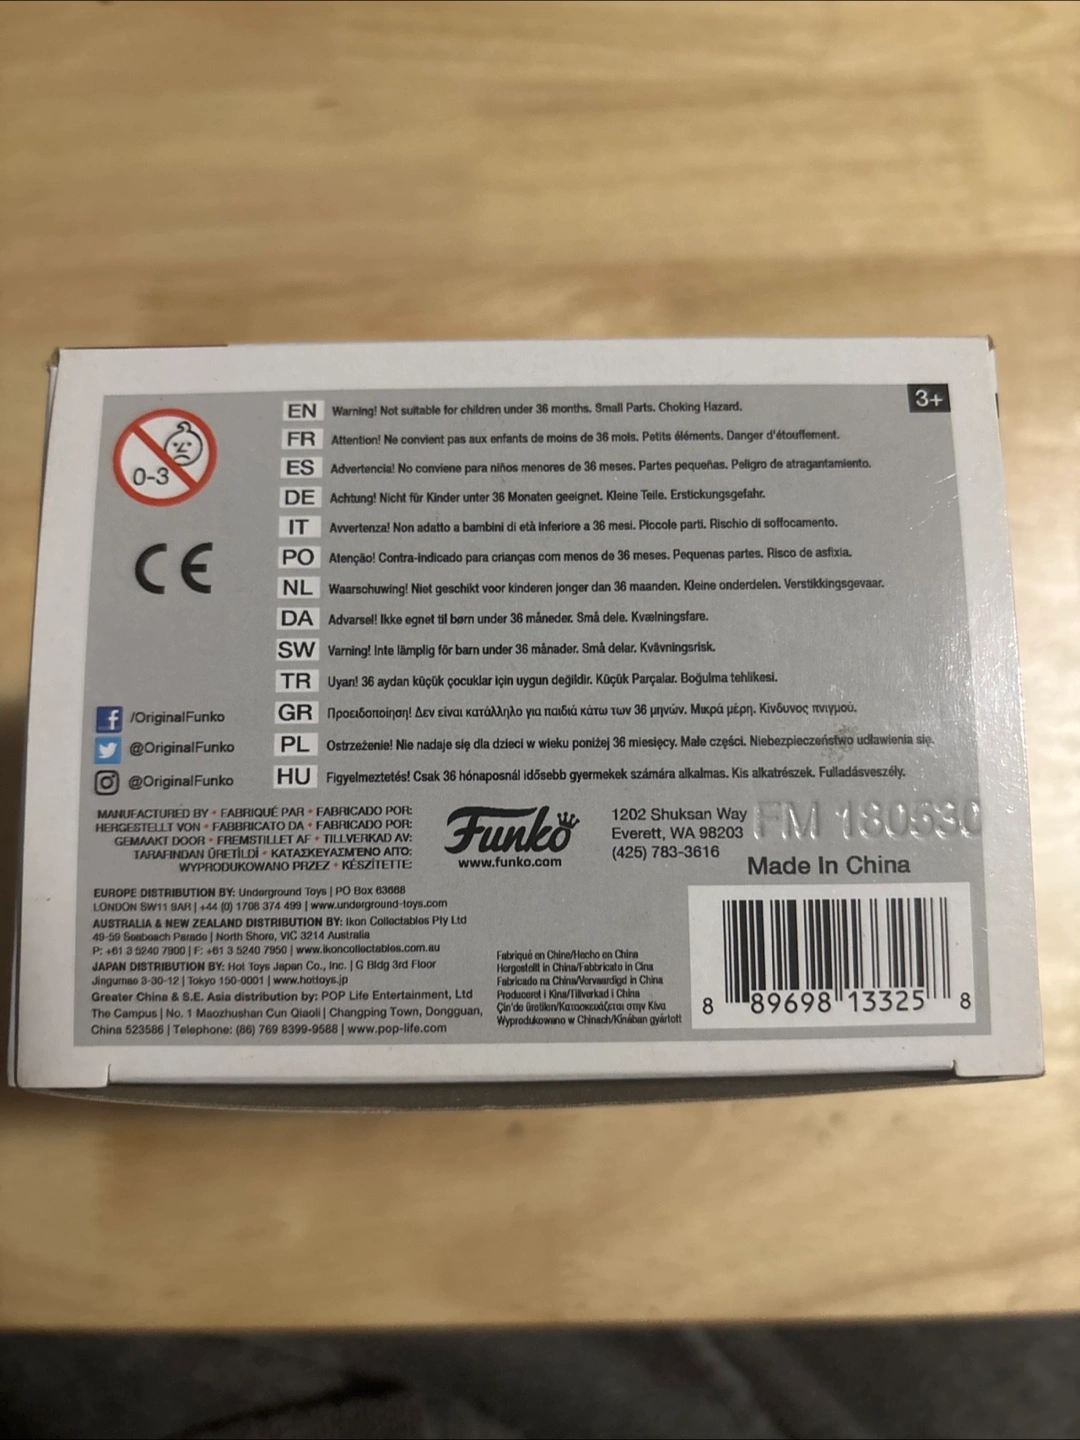 3+
0-3
CE
EN Warning! Not suitable for children under 36 months. Small Parts. Choking Hazard.
FR Attention! Ne convient pas aux enfants de moins de 36 mois. Petits éléments. Danger d'étouffement.
ES Advertencia! No conviene para niños menores de 36 meses. Partes pequeñas. Peligro de atragantamiento.
DE Achtung! Nicht für Kinder unter 36 Monaten geeignet. Kleine Teile. Erstickungsgefahr.
IT Avvertenza! Non adatto a bambini di età inferiore a 36 mesi. Piccole parti. Rischio di soffocamento.
PO Atenção! Contra-indicado para crianças com menos de 36 meses. Pequenas partes. Risco de asfixia.
NL Waarschuwing! Niet geschikt voor kinderen jonger dan 36 maanden. Kleine onderdelen. Verstikkingsgevaar.
DA Advarsel! Ikke egnet til børn under 36 måneder. Små dele. Kvælningsfare.
SW Varning! Inte lämplig för barn under 36 månader. Små delar. Kvävningsrisk.
TR Uyarı! 36 aydan küçük çocuklar için uygun değildir. Küçük Parçalar. Boğulma tehlikesi.
GR Προειδοποίηση! Δεν είναι κατάλληλο για παιδιά κάτω των 36 μηνών. Μικρά μέρη. Κίνδυνος πνιγμού.
PL Ostrzeżenie! Nie nadaje się dla dzieci w wieku poniżej 36 miesięcy. Małe części. Niebezpieczeństwo udławienia się.
HU Figyelmeztetés! Csak 36 hónaposnál idősebb gyermekek számára alkalmas. Kis alkatrészek. Fulladásveszély.
/OriginalFunko
@OriginalFunko
@OriginalFunko
MANUFACTURED BY • FABRIQUÉ PAR • FABRICADO POR:
HERGESTELLT VON • FABBRICATO DA • FABRICADO POR:
GEMAAKT DOOR • FREMSTILLET AF • TILLVERKAD AV:
TARAFINDAN ÜRETİLDİ • ΚΑΤΑΣΚΕΥΑΣΜΈΝΟ ΑΠΟ:
WYPRODUKOWANO PRZEZ • KÉSZÍTETTE:
Funko
www.funko.com
1202 Shuksan Way
Everett, WA 98203
(425) 783-3616
FM 180530
Made In China
EUROPE DISTRIBUTION BY: Underground Toys | PO Box 63668
LONDON SW11 9AR | +44 (0) 1708 374 499 | www.underground-toys.com
AUSTRALIA & NEW ZEALAND DISTRIBUTION BY: Ikon Collectables Pty Ltd
49-59 Seabeach Parade | North Shore, VIC 3214 Australia
P: +61 3 5240 7900 | F: +61 3 5240 7950 | www.ikoncollectables.com.au
JAPAN DISTRIBUTION BY: Hot Toys Japan Co., Inc. | G Bldg 3rd Floor
Jingumae 3-30-12 | Tokyo 150-0001 | www.hottoys.jp
Greater China & S.E. Asia distribution by: POP Life Entertainment, Ltd
The Campus | No. 1 Maozhushan Cun Qiaoli | Changping Town, Dongguan,
China 523586 | Telephone: (86) 769 8399-9588 | www.pop-life.com
Fabriqué en Chine/Hecho en China
Hergestellt in China/Fabbricato in Cina
Fabricado na China/Vervaardigd in China
Produceret i Kina/Tillverkad i China
Çin'de üretilen/Κατασκευάζεται στην Κίνα
Wyprodukowano w Chinach/Kínában gyártott
8 89698 13325 8